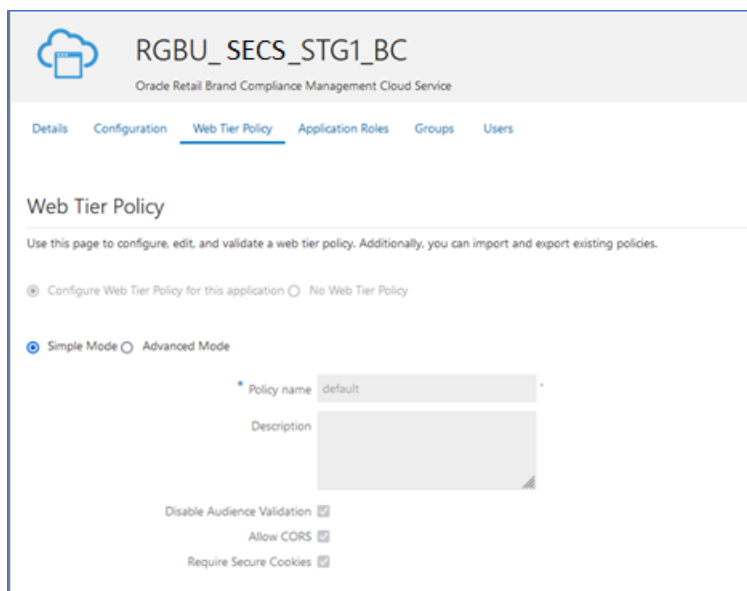 RGBU_ SECS_STG1_BC
Oracle Retail Brand Compliance Management Cloud Service
Details Configuration Web Tier Policy Application Roles Groups Users
Web Tier Policy
Use this page to configure, edit, and validate a web tier policy. Additionally, you can import and export existing policies.
Configure Web Tier Policy for this application No Web Tier Policy
Simple Mode Advanced Mode
* Policy name default
Description
Disable Audience Validation
Allow CORS
Require Secure Cookies